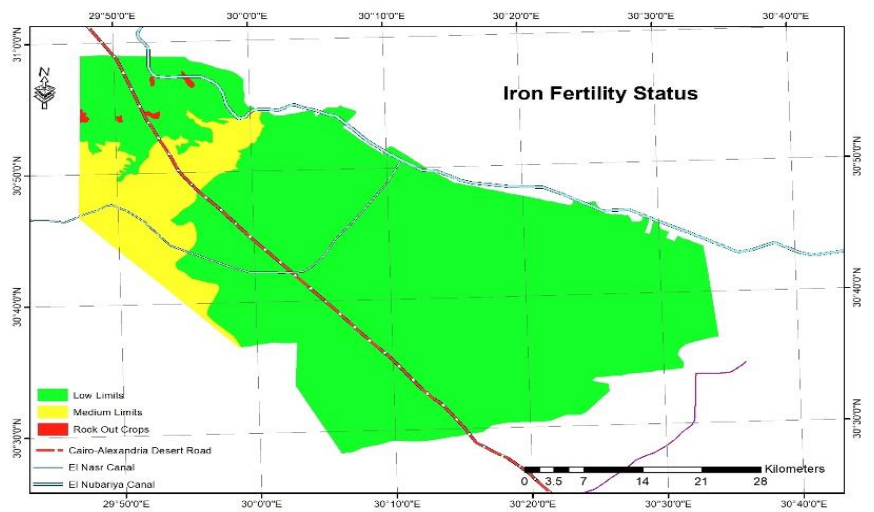 29°50'0"E 30°0'0"E 30°10'0"E 30°20'0"E 30°30'0"E 30°40'0"E
31°0'0"N
N
Iron Fertility Status
30°50'0"N 30°50'0"N
30°40'0"N 30°40'0"N
30°30'0"N 30°30'0"N
Low Limits
Medium Limits
Rock Out Crops
Cairo-Alexandria Desert Road
El Nasr Canal
El Nubariya Canal
Kilometers
0 3.5 7 14 21 28
29°50'0"E 30°0'0"E 30°10'0"E 30°20'0"E 30°30'0"E 30°40'0"E